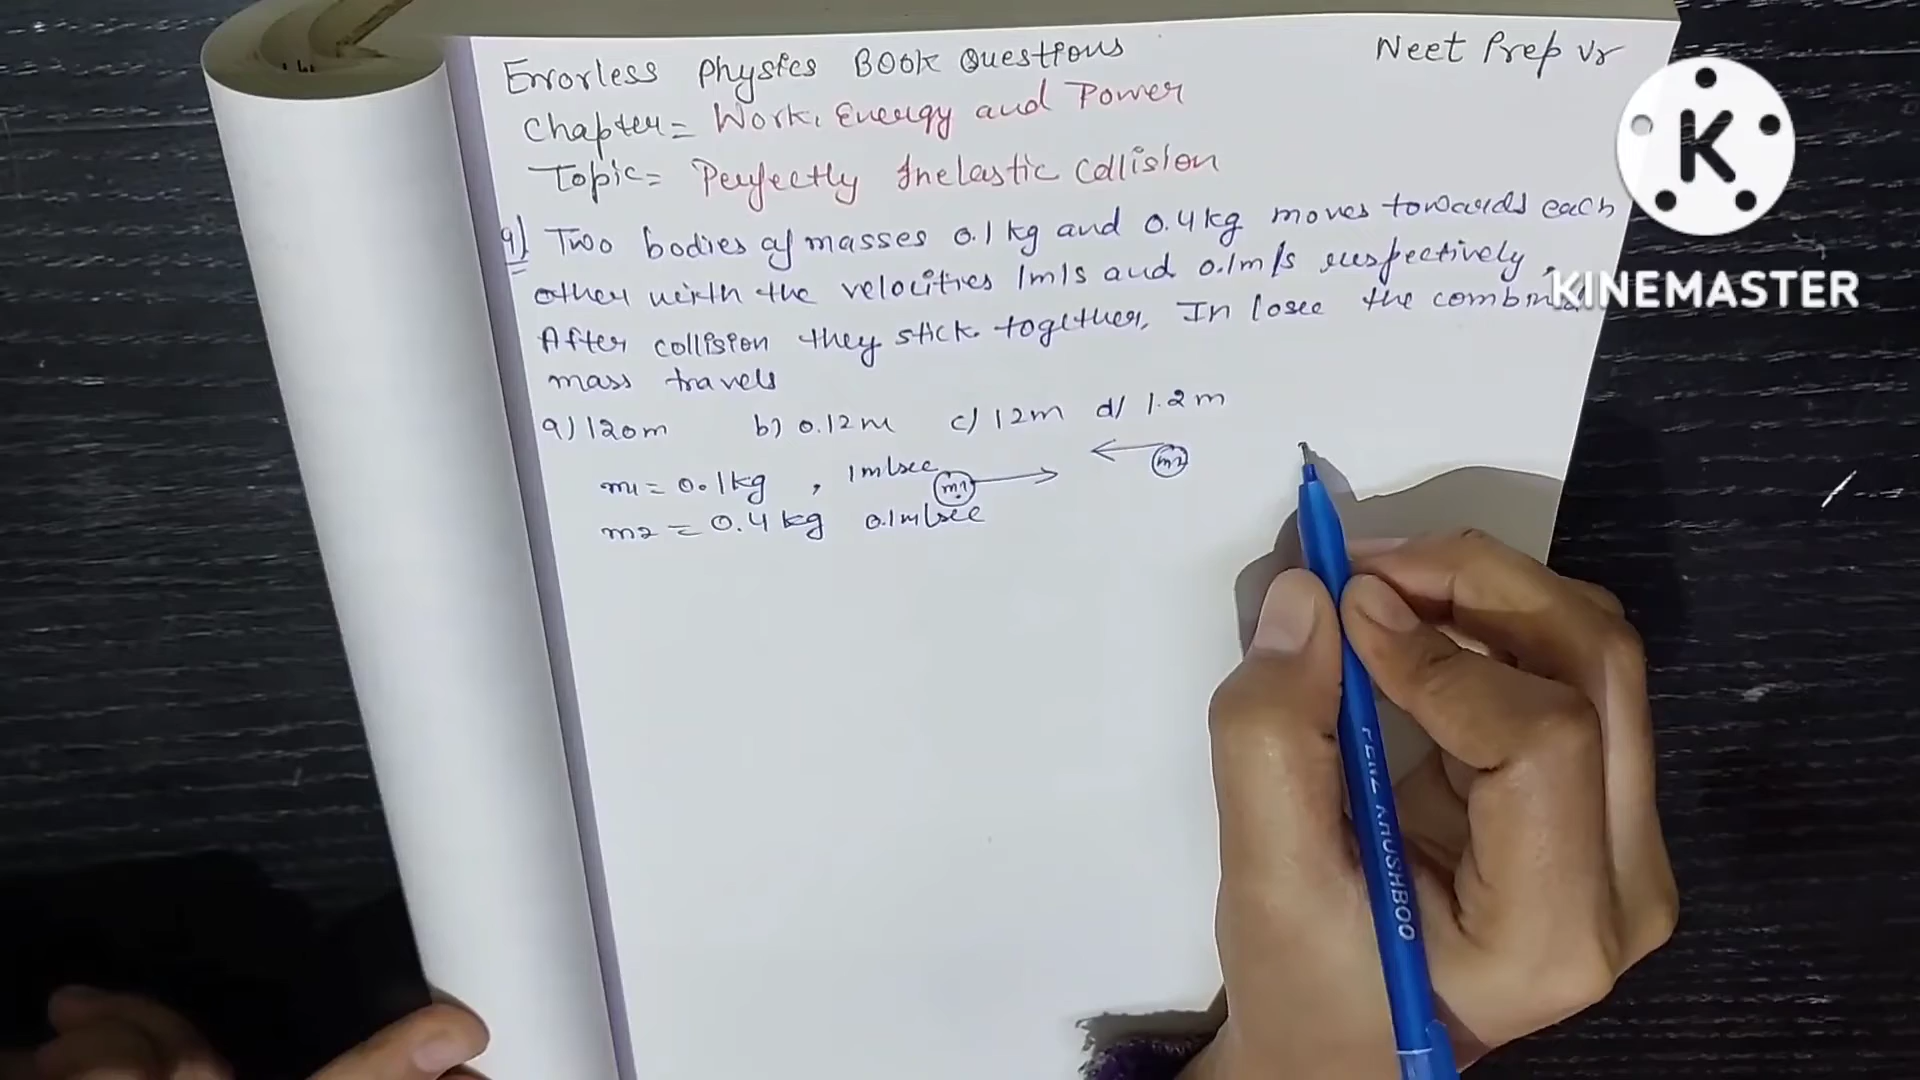 Errorless Physics Book Questions
Neet Prep Vr
Chapter = Work, Energy and Power
Topic = Perfectly Inelastic Collision
Q) Two bodies of masses 0.1 kg and 0.4 kg moves towards each
other with the velocities 1m/s and 0.1m/s respectively,
After collision they stick together, In 10sec the combined
mass travels
a) 120m b) 0.12m c) 12m d) 1.2m
m1 = 0.1kg , 1m/sec m1 m2
m2 = 0.4 kg 0.1m/sec
K
KINEMASTER
PENZ KHUSHBOO